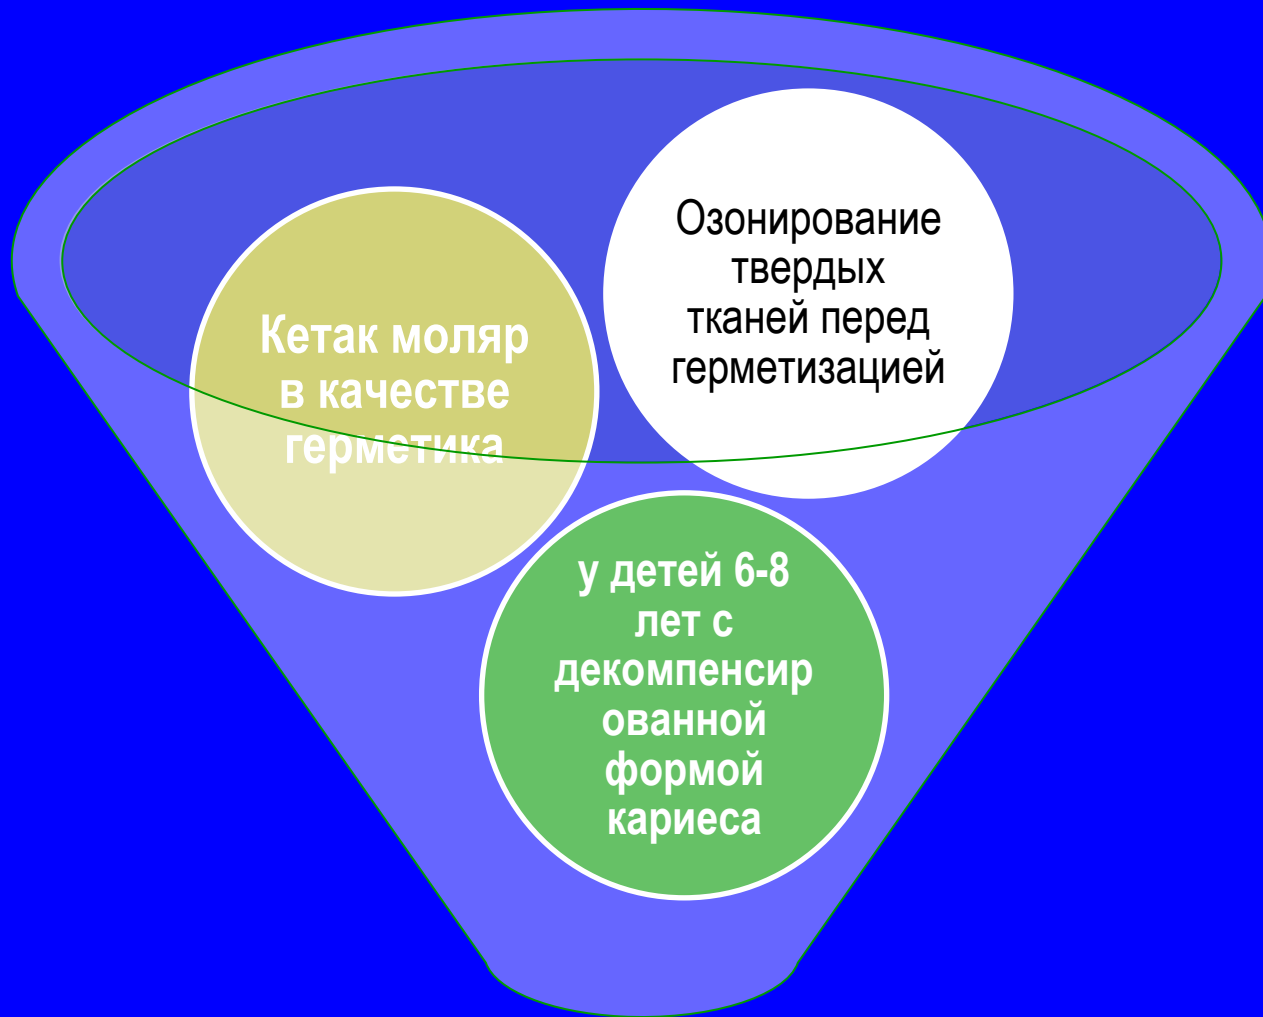 Озонирование
твердых
тканей перед
герметизацией
Кетак моляр
в качестве
герметика
у детей 6-8
лет с
декомпенсир
ованной
формой
кариеса